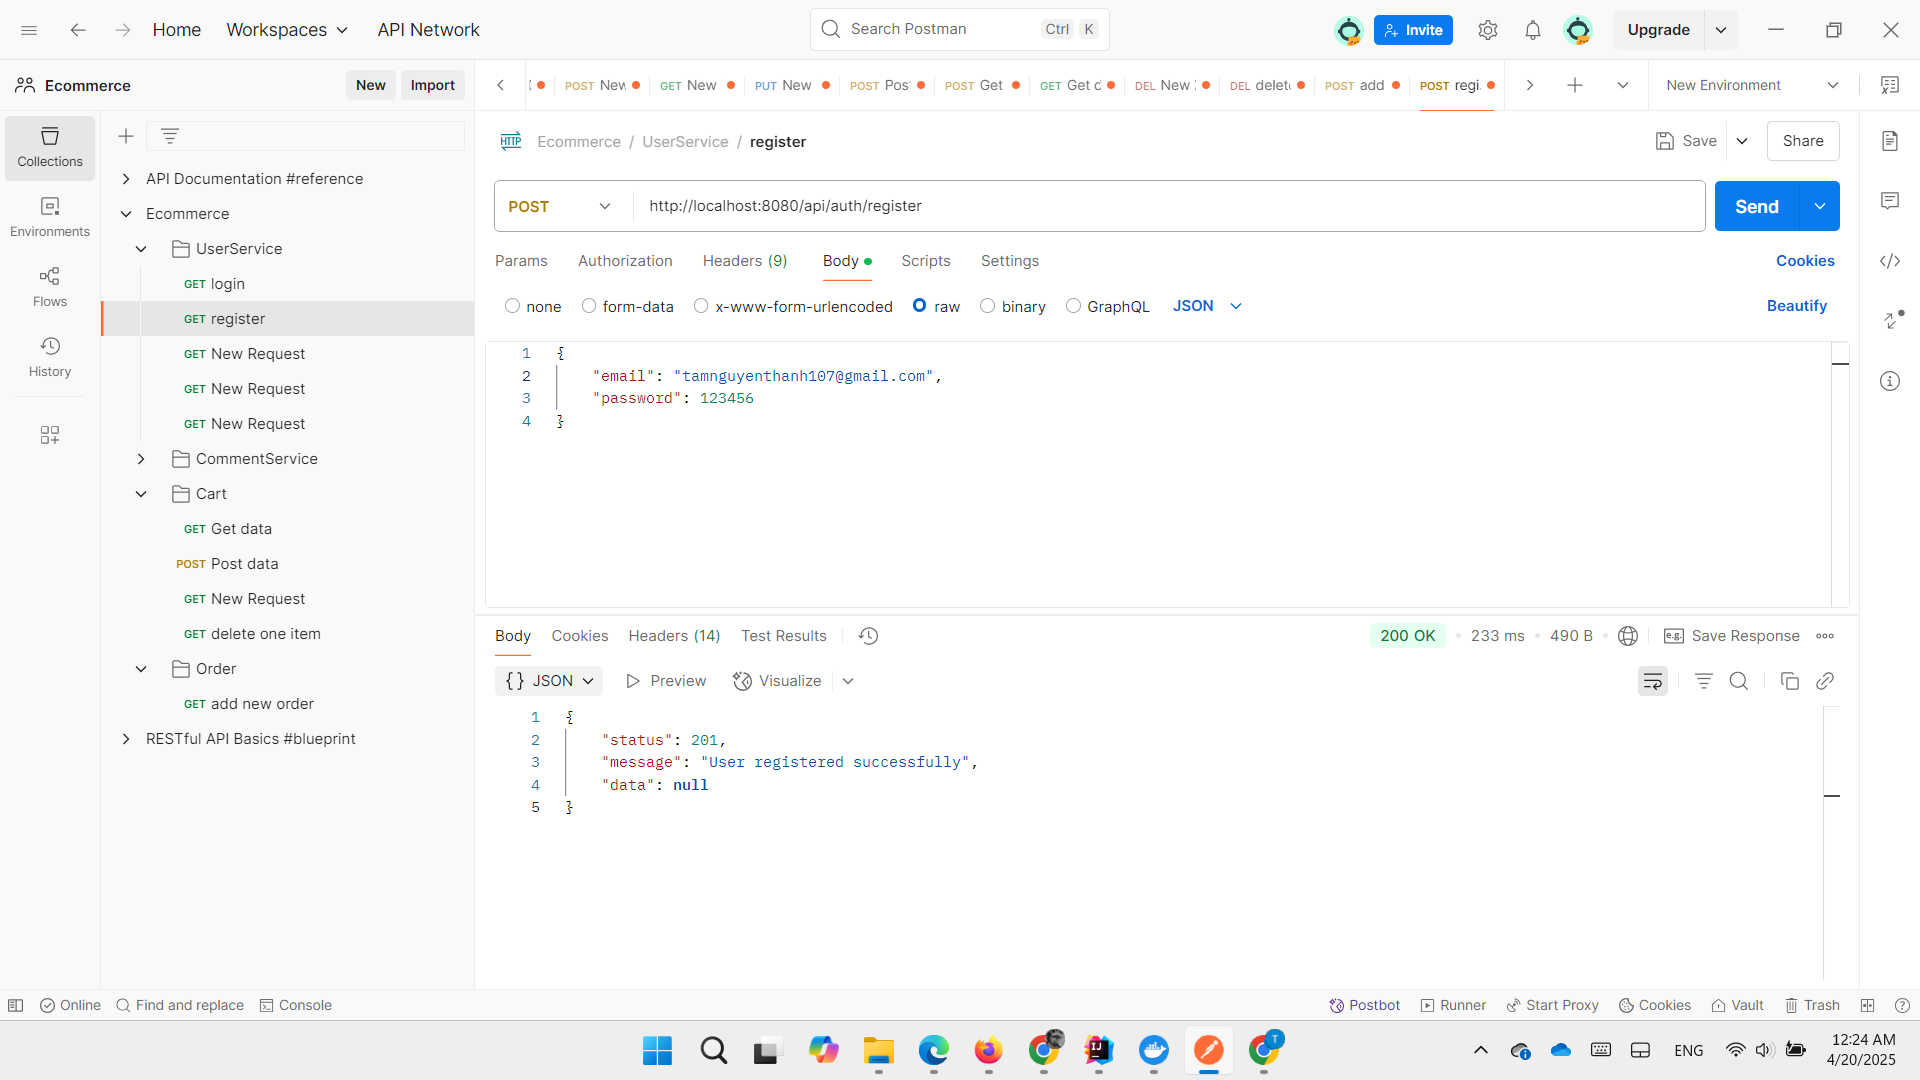 Home
Workspaces
API Network
Search Postman
Ctrl
K
Invite
Upgrade
Ecommerce
New
Import
POST New
GET New
PUT New
POST Pos
POST Get
GET Get d
DEL New
DEL delet
POST add
POST regi
New Environment
Collections
Environments
Flows
History
API Documentation #reference
Ecommerce
UserService
GET login
GET register
GET New Request
GET New Request
GET New Request
CommentService
Cart
GET Get data
POST Post data
GET New Request
GET delete one item
Order
GET add new order
RESTful API Basics #blueprint
HTTP Ecommerce / UserService / register
Save
Share
POST
http://localhost:8080/api/auth/register
Send
Params
Authorization
Headers (9)
Body
Scripts
Settings
Cookies
none
form-data
x-www-form-urlencoded
raw
binary
GraphQL
JSON
Beautify
1 {
2 "email": "tamnguyenthanh107@gmail.com",
3 "password": 123456
4 }
Body
Cookies
Headers (14)
Test Results
200 OK
233 ms
490 B
e.g. Save Response
{} JSON
Preview
Visualize
1 {
2 "status": 201,
3 "message": "User registered successfully",
4 "data": null
5 }
Online
Find and replace
Console
Postbot
Runner
Start Proxy
Cookies
Vault
Trash
ENG
12:24 AM
4/20/2025